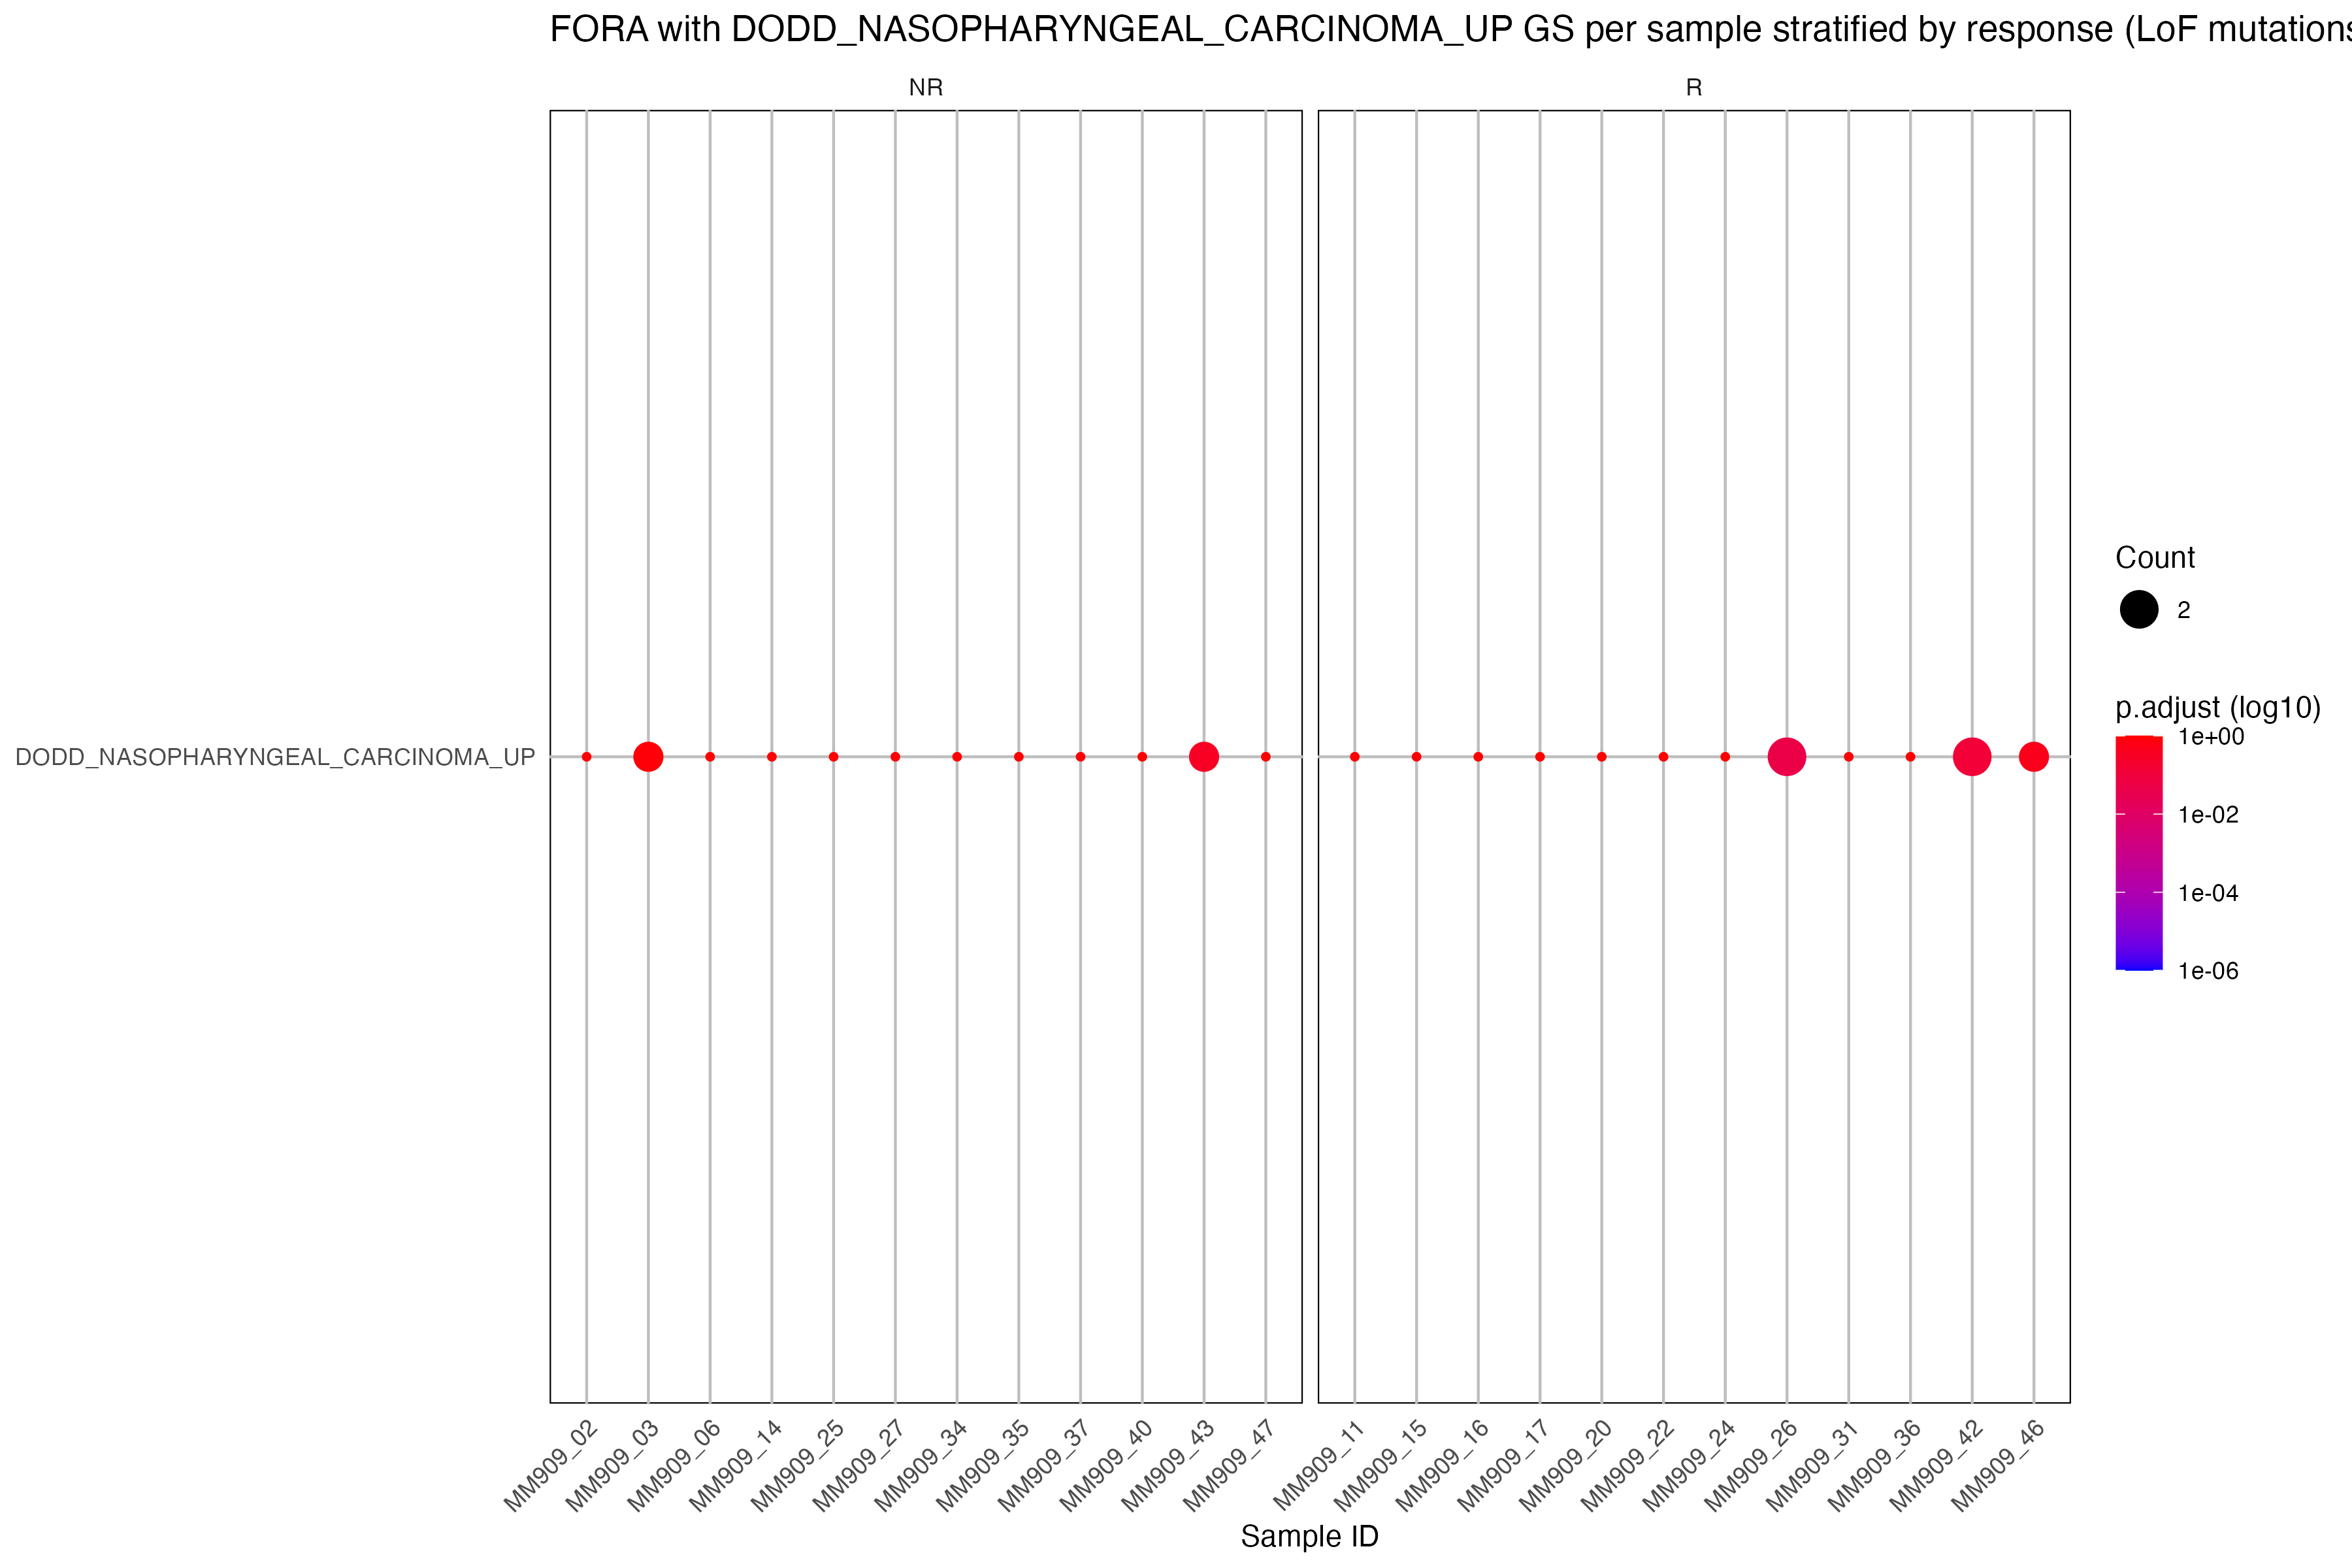 FORA with DODD_NASOPHARYNGEAL_CARCINOMA_UP GS per sample stratified by response (LoF mutations
NR
R
DODD_NASOPHARYNGEAL_CARCINOMA_UP
Count
2
p.adjust (log10)
1e+00
1e-02
1e-04
1e-06
MM909_02
MM909_03
MM909_06
MM909_14
MM909_25
MM909_27
MM909_34
MM909_35
MM909_37
MM909_40
MM909_43
MM909_47
MM909_11
MM909_15
MM909_16
MM909_17
MM909_20
MM909_22
MM909_24
MM909_26
MM909_31
MM909_36
MM909_42
MM909_46
Sample ID